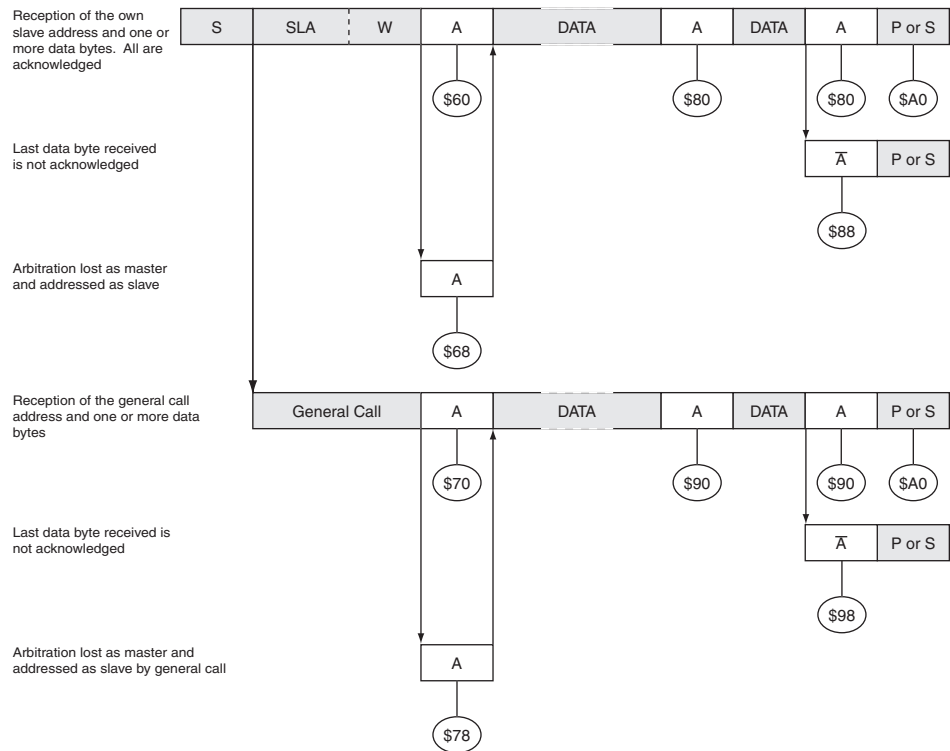 Reception of the own
slave address and one or
more data bytes.  All are
acknowledged
S SLA W A DATA A DATA A P or S
$60 $80 $80 $A0
Last data byte received
is not acknowledged
A̅ P or S
$88
Arbitration lost as master
and addressed as slave
A
$68
Reception of the general call
address and one or more data
bytes
General Call A DATA A DATA A P or S
$70 $90 $90 $A0
Last data byte received is
not acknowledged
A̅ P or S
$98
Arbitration lost as master and
addressed as slave by general call
A
$78